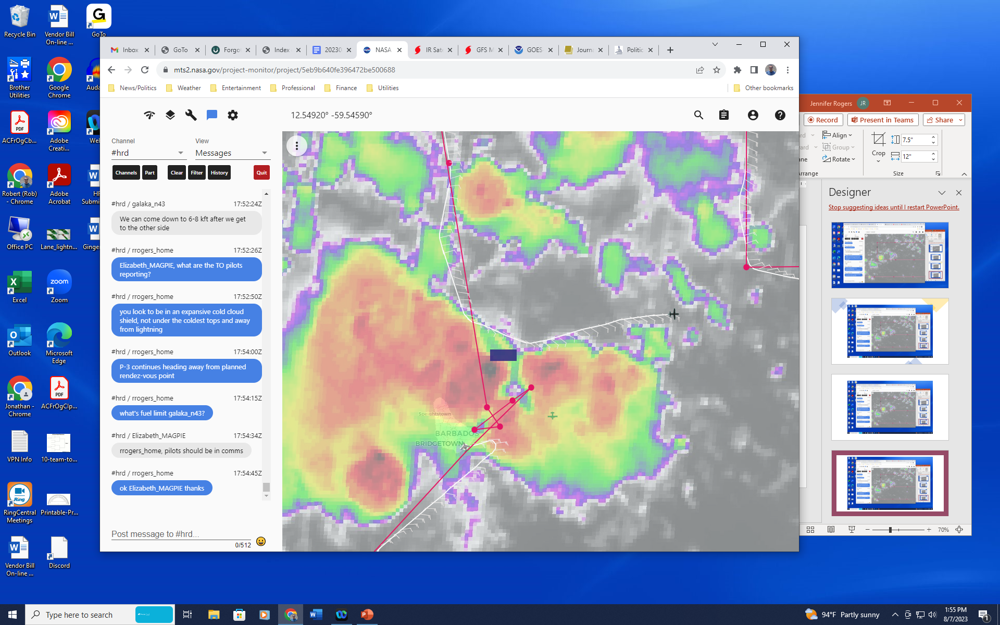 Recycle Bin
Vendor Bill
On-line ...
GoTo
Brother
Utilities
Google
Chrome
Auda
ACFrOgCb...
Adobe
Creati...
Wel
Robert (Rob)
- Chrome
Adobe
Acrobat
HF
Submin
Office PC
Lane_lightn...
Ginger
Excel
Zoom
Outlook
Microsoft
Edge
Jonathan -
Chrome
ACFrOgClp...
VPN Info
10-team-to...
RingCentral
Meetings
Printable-Pr...
Vendor Bill
On-line ...
Discord
zoom
PDF
PDF
Ring
Inbox
GoTo
Forgo
Index
20230
NASA
IR Sate
GFS M
GOES-
Journa
Politic
mts2.nasa.gov/project-monitor/project/5eb9b640fe396472be500688
News/Politics
Weather
Entertainment
Professional
Finance
Utilities
Other bookmarks
12.54920° -59.54590°
Channel
View
#hrd
Messages
Channels
Part
Clear
Filter
History
Quit
#hrd / galaka_n43 17:52:24Z
We can come down to 6-8 kft after we get
to the other side
#hrd / rrogers_home 17:52:26Z
Elizabeth_MAGPIE, what are the TO pilots
reporting?
#hrd / rrogers_home 17:52:50Z
you look to be in an expansive cold cloud
shield, not under the coldest tops and away
from lightning
#hrd / rrogers_home 17:54:00Z
P-3 continues heading away from planned
rendez-vous point
#hrd / rrogers_home 17:54:15Z
what's fuel limit galaka_n43?
#hrd / Elizabeth_MAGPIE 17:54:34Z
rrogers_home, pilots should be in comms
#hrd / rrogers_home 17:54:45Z
ok Elizabeth_MAGPIE thanks
Post message to #hrd...
0/512
Speightstown
BARBADOS
BRIDGETOWN
Jennifer Rogers
JR
Record
Present in Teams
Share
Align
Group
Rotate
Crop
7.5"
12"
Size
Designer
Stop suggesting ideas until I restart PowerPoint.
70%
Type here to search
94°F Partly sunny
1:55 PM
8/7/2023
1